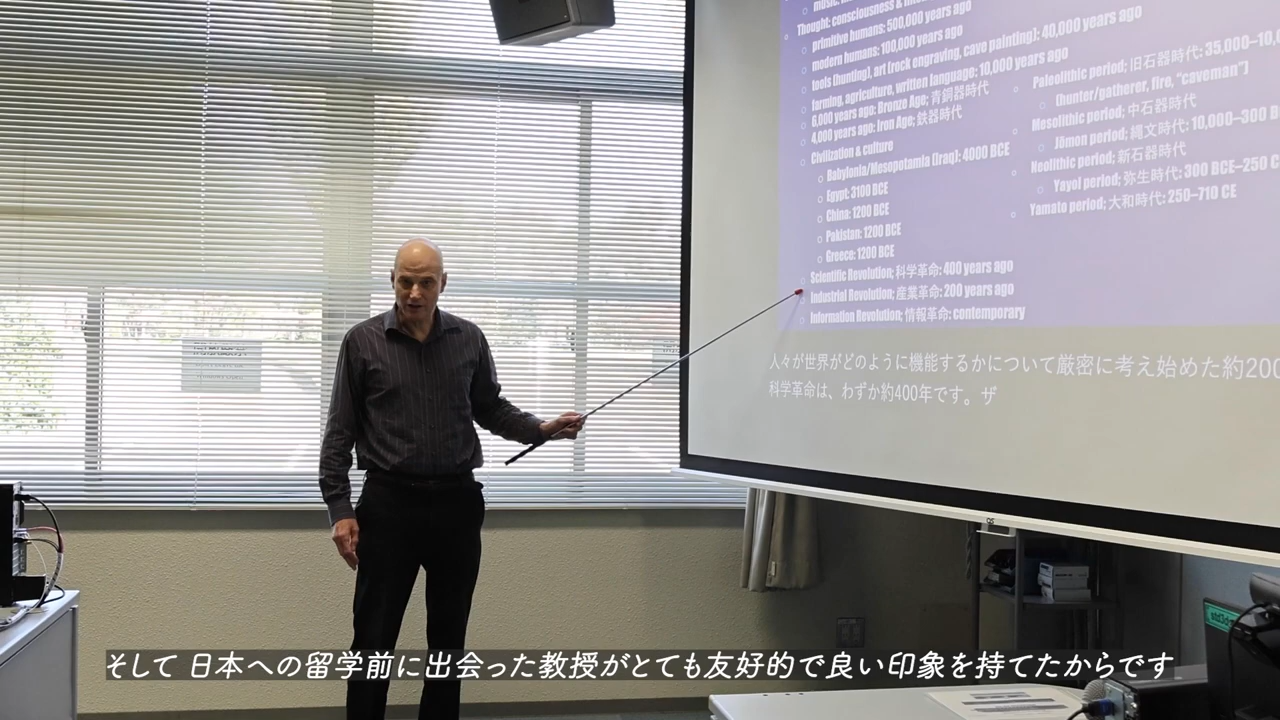 Thought: consciousness &
primitive humans: 500,000 years ago
modern humans: 100,000 years ago
tools (hunting), art (rock engraving, cave painting): 40,000 years ago
farming, agriculture, written language: 10,000 years ago
6,000 years ago: Bronze Age; 青銅器時代
4,000 years ago: Iron Age; 鉄器時代
Civilization & culture
Babylonia/Mesopotamia (Iraq): 4000 BCE
Egypt: 3100 BCE
China: 1200 BCE
Pakistan: 1200 BCE
Greece: 1200 BCE
Scientific Revolution; 科学革命: 400 years ago
Industrial Revolution; 産業革命: 200 years ago
Information Revolution; 情報革命: contemporary
Paleolithic period; 旧石器時代: 35,000–10,0
(hunter/gatherer, fire, "caveman")
Mesolithic period; 中石器時代
Jōmon period; 縄文時代: 10,000–300 B
Neolithic period; 新石器時代
Yayoi period; 弥生時代: 300 BCE–250 C
Yamato period; 大和時代: 250–710 CE
人々が世界がどのように機能するかについて厳密に考え始めた約200
科学革命は、わずか約400年です。ザ
そして 日本への留学前に出会った教授がとても友好的で良い印象を持てたからです